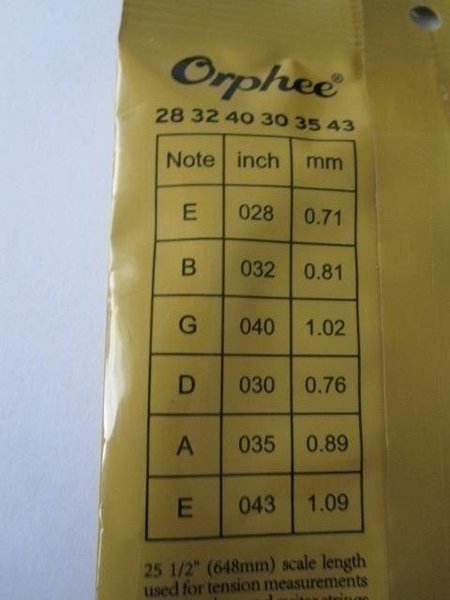 Orphee®
28 32 40 30 35 43
Note inch mm
E 028 0.71
B 032 0.81
G 040 1.02
D 030 0.76
A 035 0.89
E 043 1.09
25 1/2" (648mm) scale length
used for tension measurements
guitar strings